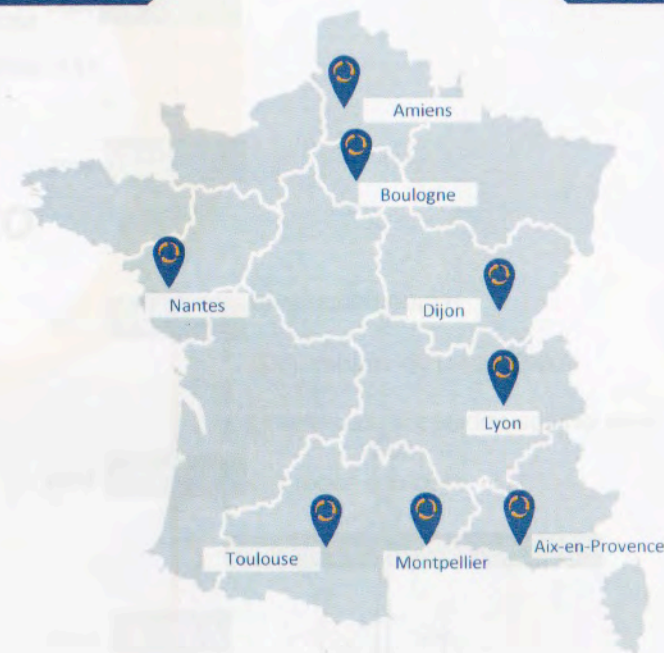 Amiens
Boulogne
Nantes
Dijon
Lyon
Toulouse
Montpellier
Aix-en-Provence